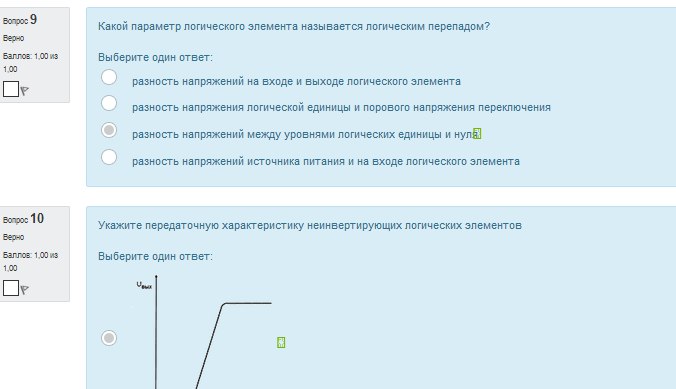 Вопрос 9
Верно
Баллов: 1,00 из
1,00
Какой параметр логического элемента называется логическим перепадом?
Выберите один ответ:
разность напряжений на входе и выходе логического элемента
разность напряжения логической единицы и порового напряжения переключения
разность напряжений между уровнями логических единицы и нуля
разность напряжений источника питания и на входе логического элемента
Вопрос 10
Верно
Баллов: 1,00 из
1,00
Укажите передаточную характеристику неинвертирующих логических элементов
Выберите один ответ:
Uвых